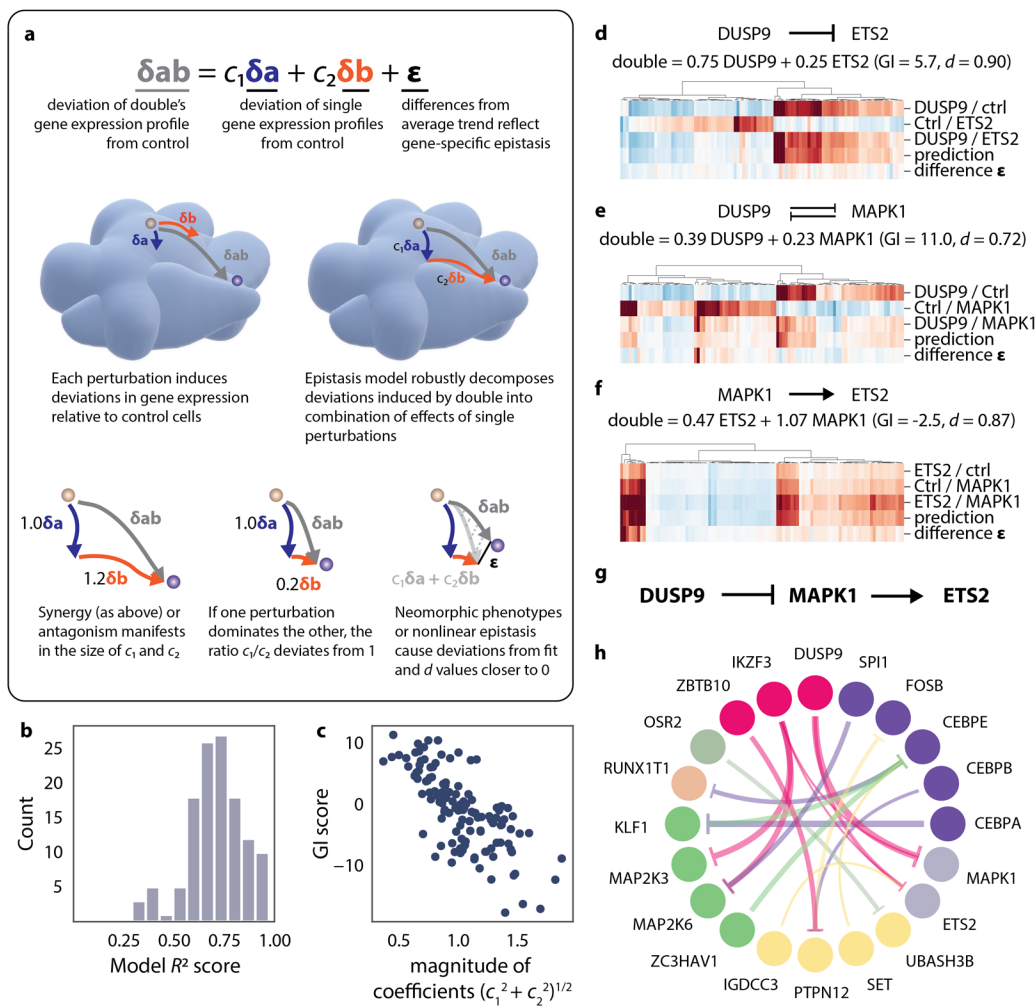 a
δab = c₁δa + c₂δb + ε
deviation of double's
gene expression profile
from control
deviation of single
gene expression profiles
from control
differences from
average trend reflect
gene-specific epistasis
δb
δa
δab
c₁δa
δab
c₂δb
Each perturbation induces
deviations in gene expression
relative to control cells
Epistasis model robustly decomposes
deviations induced by double into
combination of effects of single
perturbations
1.0δa
δab
1.2δb
Synergy (as above) or
antagonism manifests
in the size of c₁ and c₂
1.0δa
δab
0.2δb
If one perturbation
dominates the other, the
ratio c₁/c₂ deviates from 1
δab
ε
c₁δa + c₂δb
Neomorphic phenotypes
or nonlinear epistasis
cause deviations from fit
and d values closer to 0
b
Count
25
20
15
10
5
0.25 0.50 0.75 1.00
Model R² score
c
GI score
10
0
−10
0.5 1.0 1.5
magnitude of
coefficients (c₁² + c₂²)¹/²
d
DUSP9 ETS2
double = 0.75 DUSP9 + 0.25 ETS2 (GI = 5.7, d = 0.90)
DUSP9 / ctrl
Ctrl / ETS2
DUSP9 / ETS2
prediction
difference ε
e
DUSP9 MAPK1
double = 0.39 DUSP9 + 0.23 MAPK1 (GI = 11.0, d = 0.72)
DUSP9 / Ctrl
Ctrl / MAPK1
DUSP9 / MAPK1
prediction
difference ε
f
MAPK1 ETS2
double = 0.47 ETS2 + 1.07 MAPK1 (GI = -2.5, d = 0.87)
ETS2 / ctrl
Ctrl / MAPK1
ETS2 / MAPK1
prediction
difference ε
g
DUSP9 MAPK1 ETS2
h
DUSP9
SPI1
FOSB
CEBPE
CEBPB
CEBPA
MAPK1
ETS2
UBASH3B
SET
PTPN12
IGDCC3
ZC3HAV1
MAP2K6
MAP2K3
KLF1
RUNX1T1
OSR2
ZBTB10
IKZF3